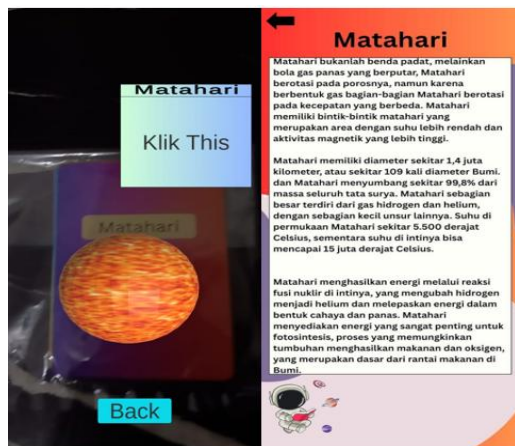 Matahari
Klik This
Matahari
Back
Matahari
Matahari bukanlah benda padat, melainkan
bola gas panas yang berputar, Matahari
berotasi pada porosnya, namun karena
berbentuk gas bagian-bagian Matahari berotasi
pada kecepatan yang berbeda. Matahari
memiliki bintik-bintik matahari yang
merupakan area dengan suhu lebih rendah dan
aktivitas magnetik yang lebih tinggi.
Matahari memiliki diameter sekitar 1,4 juta
kilometer, atau sekitar 109 kali diameter Bumi.
dan Matahari menyumbang sekitar 99,8% dari
massa seluruh tata surya. Matahari sebagian
besar terdiri dari gas hidrogen dan helium,
dengan sebagian kecil unsur lainnya. Suhu di
permukaan Matahari sekitar 5.500 derajat
Celsius, sementara suhu di intinya bisa
mencapai 15 juta derajat Celsius.
Matahari menghasilkan energi melalui reaksi
fusi nuklir di intinya, yang mengubah hidrogen
menjadi helium dan melepaskan energi dalam
bentuk cahaya dan panas. Matahari
menyediakan energi yang sangat penting untuk
fotosintesis, proses yang memungkinkan
tumbuhan menghasilkan makanan dan oksigen,
yang merupakan dasar dari rantai makanan di
Bumi.